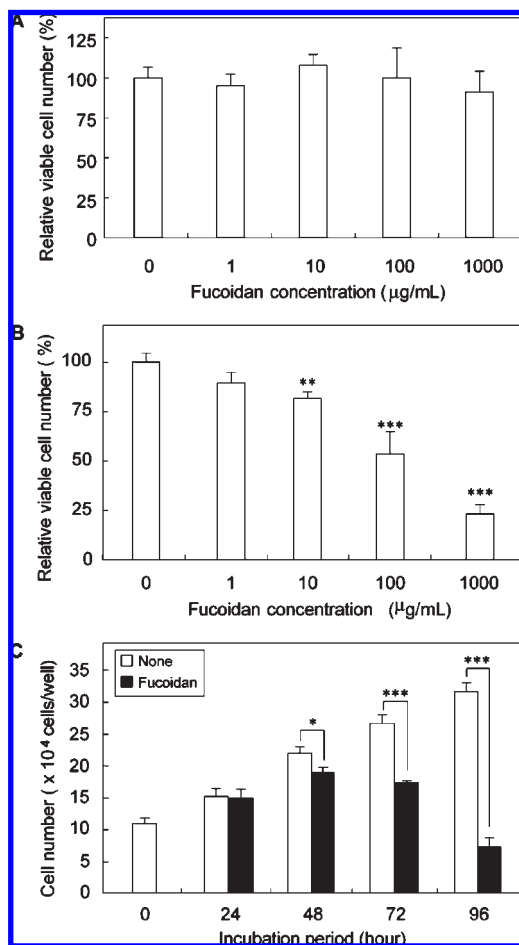 A
Relative viable cell number (%)
125
100
75
50
25
0
0 1 10 100 1000
Fucoidan concentration (μg/mL)
B
Relative viable cell number (%)
100
75
50
25
0
**
***
***
0 1 10 100 1000
Fucoidan concentration (μg/mL)
C
Cell number ( x 10⁴ cells/well)
35
30
25
20
15
10
5
0
None
Fucoidan
*
***
***
0 24 48 72 96
Incubation period (hour)